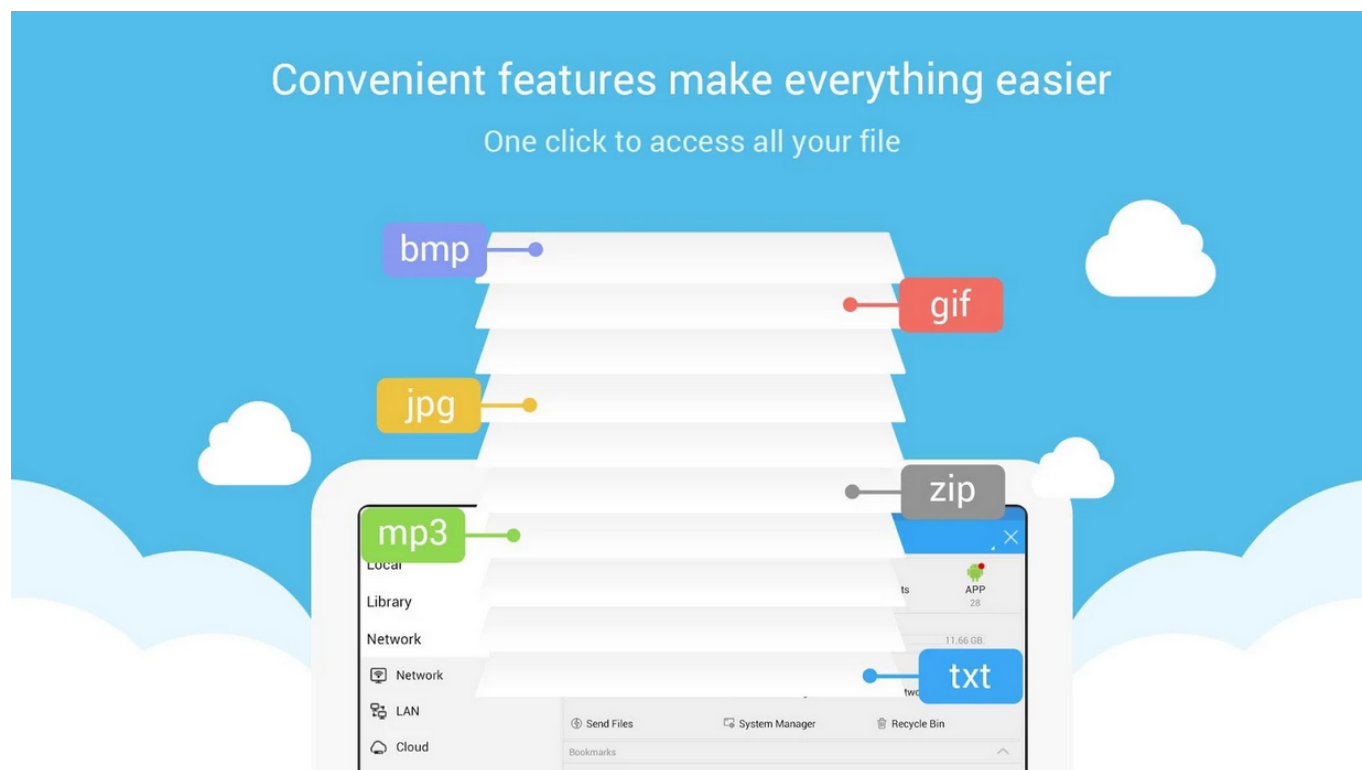 Convenient features make everything easier
One click to access all your file
bmp
gif
jpg
zip
mp3
txt
Local
Library
Network
Network
LAN
Cloud
APP
28
11.66 GB
Send Files
System Manager
Recycle Bin
Bookmarks